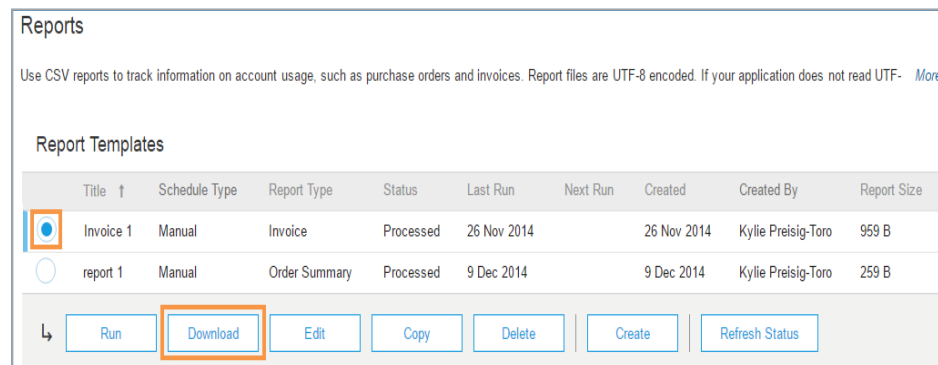 Reports
Use CSV reports to track information on account usage, such as purchase orders and invoices. Report files are UTF-8 encoded. If your application does not read UTF- More
Report Templates
Title ↑ Schedule Type Report Type Status Last Run Next Run Created Created By Report Size
Invoice 1 Manual Invoice Processed 26 Nov 2014 26 Nov 2014 Kylie Preisig-Toro 959 B
report 1 Manual Order Summary Processed 9 Dec 2014 9 Dec 2014 Kylie Preisig-Toro 259 B
Run Download Edit Copy Delete Create Refresh Status